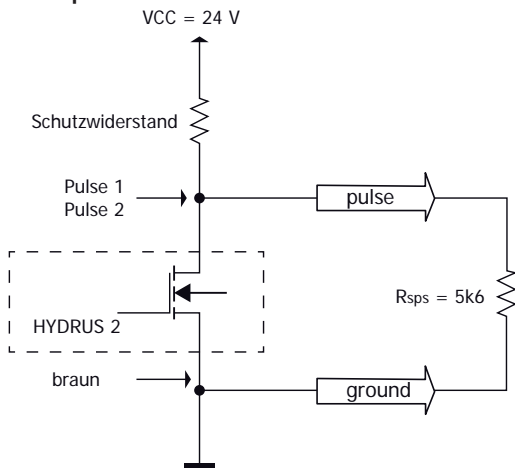 VCC = 24 V
Schutzwiderstand
Pulse 1
Pulse 2
pulse
Rsps = 5k6
HYDRUS 2
braun
ground